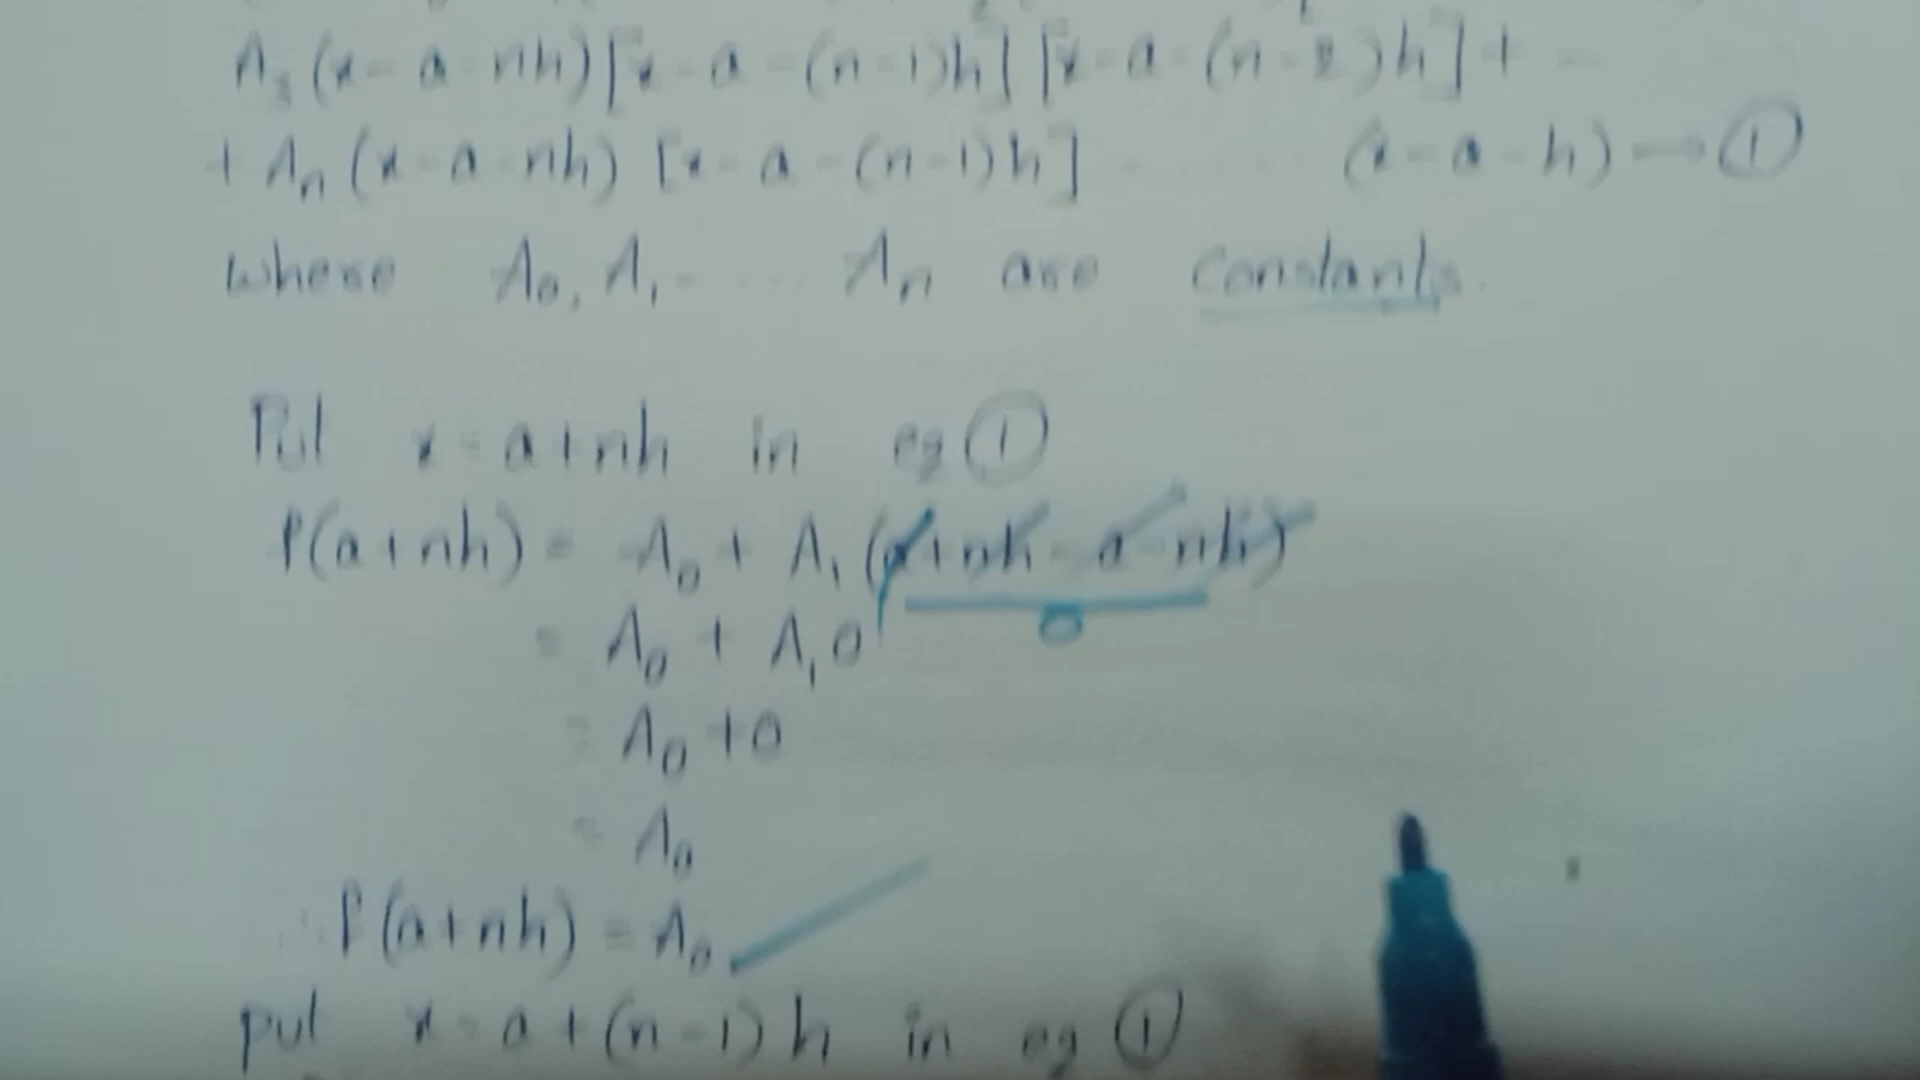 A₃ (x - a - nh) [x - a - (n-1)h] [x - a - (n-2)h] +
+ Aₙ (x - a - nh) [x - a - (n-1)h] . . . . . (x - a - h) → ①
where A₀, A₁ - . . . Aₙ are constants.
Put x = a + nh in eq ①
f(a+nh) = A₀ + A₁ (a + nh - a - nh)
0
= A₀ + A₁ 0
= A₀ + 0
= A₀
∴ f(a+nh) = A₀
put x = a + (n-1) h in eq ①